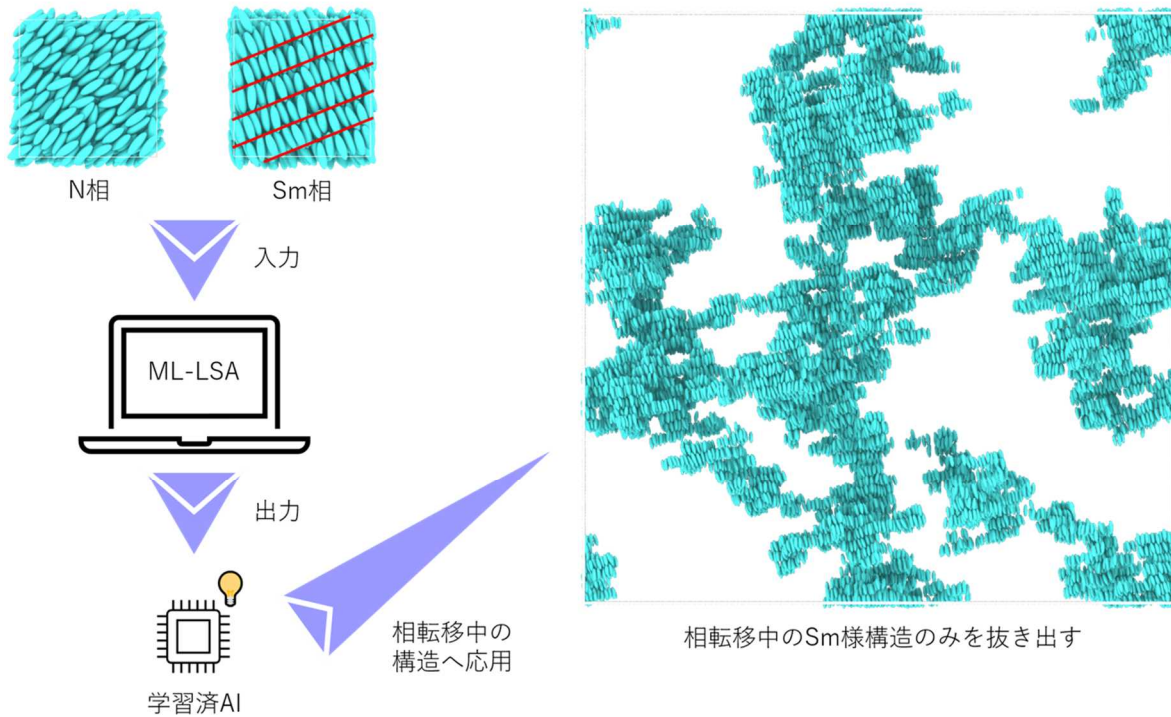 N相
Sm相
入力
ML-LSA
出力
学習済AI
相転移中の
構造へ応用
相転移中のSm様構造のみを抜き出す